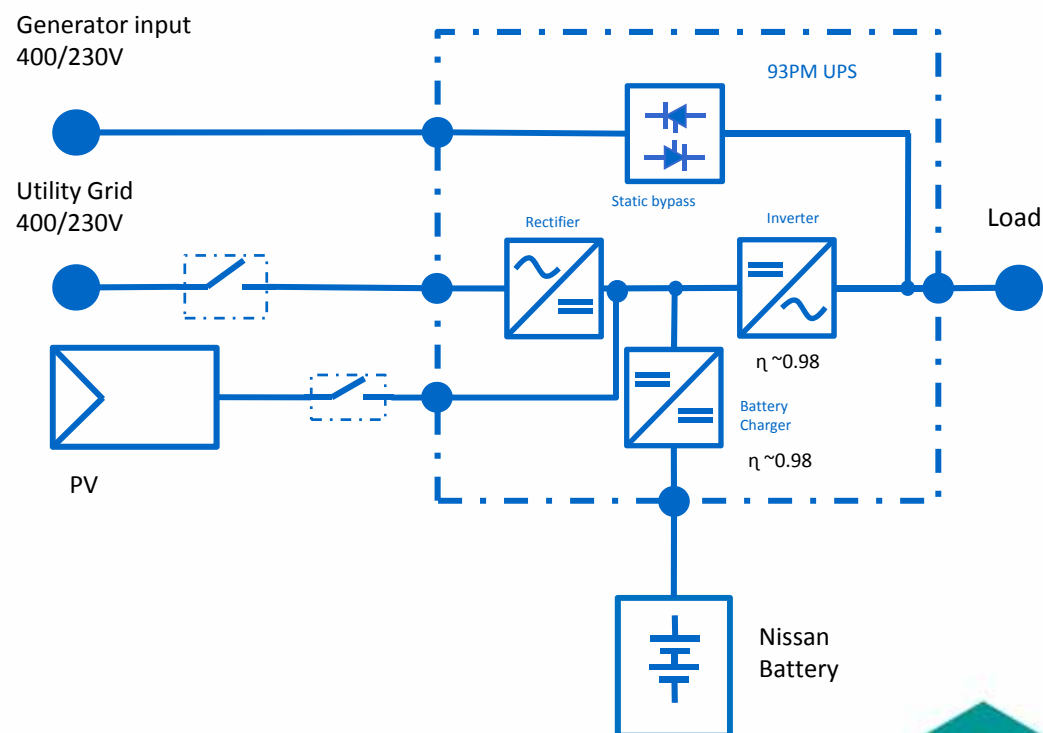 Generator input
400/230V
93PM UPS
Static bypass
Utility Grid
400/230V
Rectifier
Inverter
Load
η ~0.98
Battery
Charger
η ~0.98
PV
Nissan
Battery